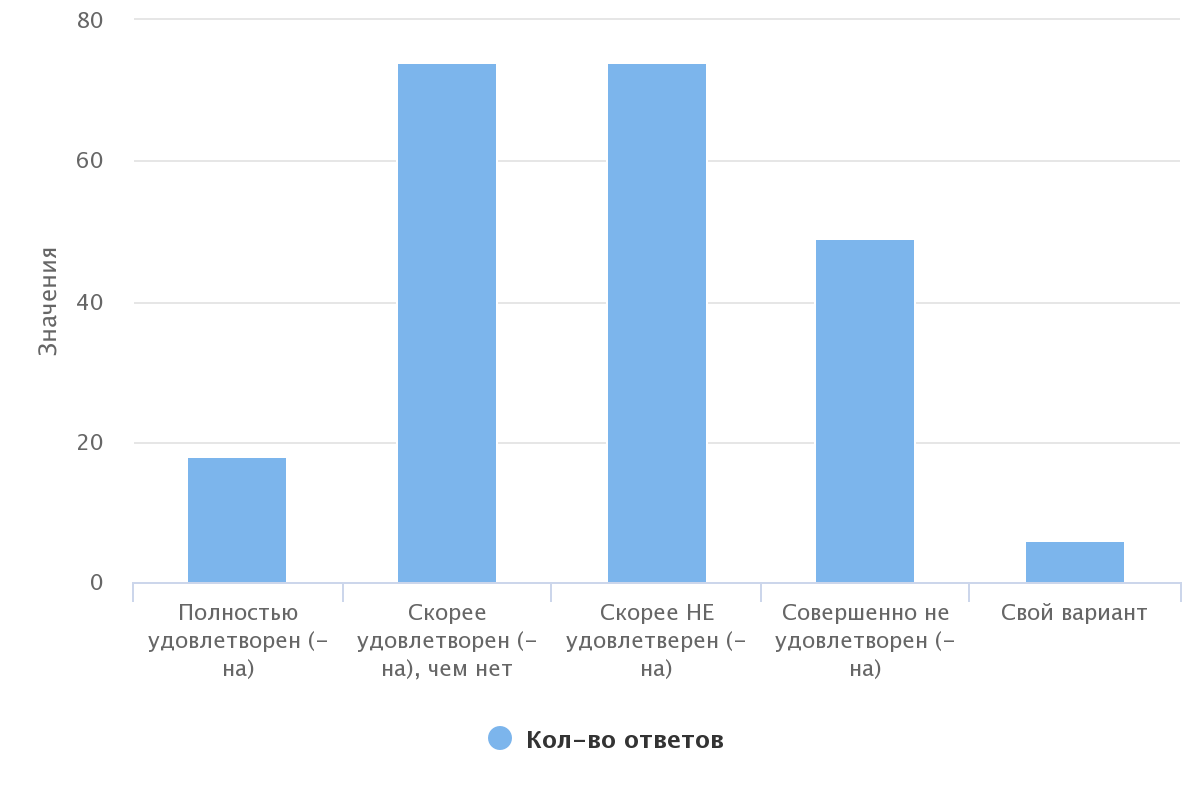 80
60
40
20
0
Значения
Полностью
удовлетворен (-
на)
Скорее
удовлетворен (-
на), чем нет
Скорее НЕ
удовлетверен (-
на)
Совершенно не
удовлетворен (-
на)
Свой вариант
Кол-во ответов